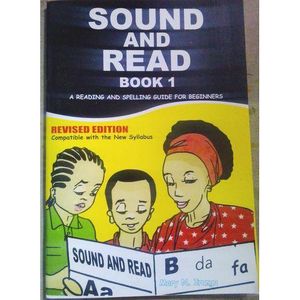 SOUND
AND
READ
BOOK 1
A READING AND SPELLING GUIDE FOR BEGINNERS
REVISED EDITION
Compatible with the New Syllabus
SOUND AND READ
Aa
B da fa
Mary M.